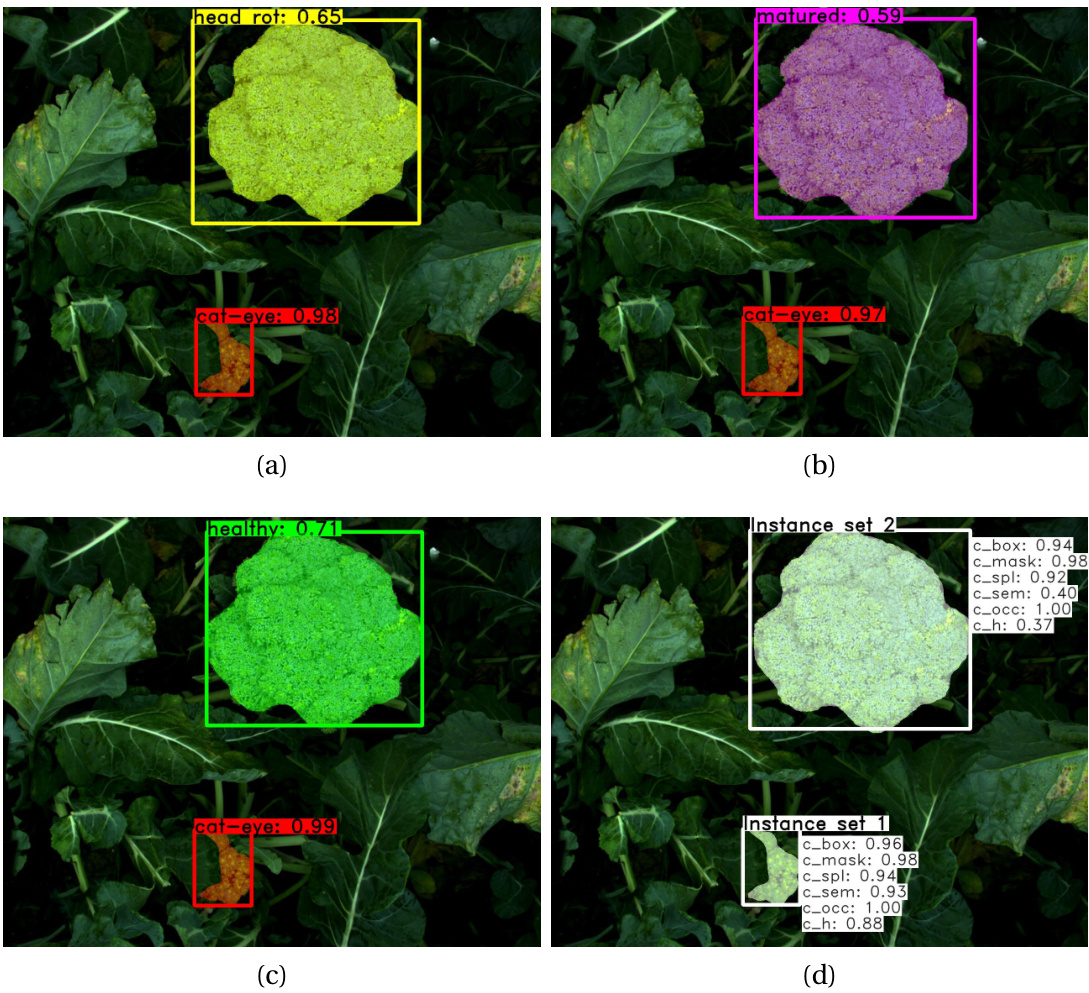 head rot: 0.65
cat-eye: 0.98
(a)
matured: 0.59
cat-eye: 0.97
(b)
healthy: 0.71
cat-eye: 0.99
(c)
Instance set 2
c_box: 0.94
c_mask: 0.98
c_spl: 0.92
c_sem: 0.40
c_occ: 1.00
c_h: 0.37
Instance set 1
c_box: 0.96
c_mask: 0.98
c_spl: 0.94
c_sem: 0.93
c_occ: 1.00
c_h: 0.88
(d)